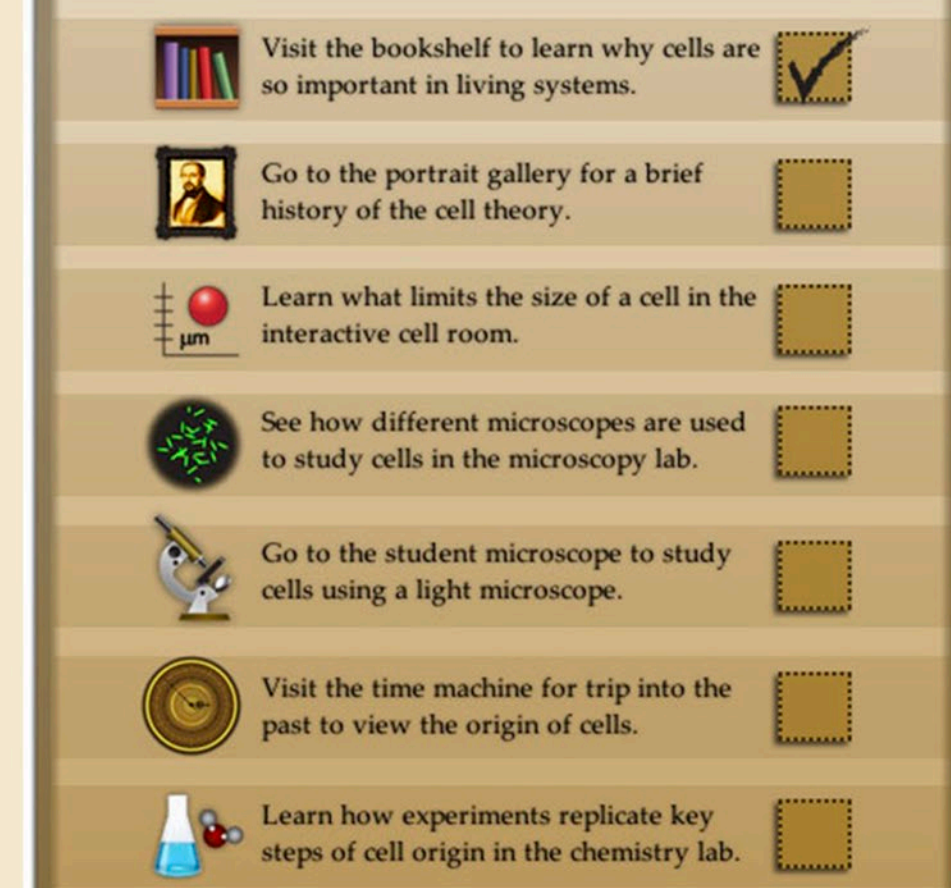 Visit the bookshelf to learn why cells are
so important in living systems.
Go to the portrait gallery for a brief
history of the cell theory.
Learn what limits the size of a cell in the
interactive cell room.
μm
See how different microscopes are used
to study cells in the microscopy lab.
Go to the student microscope to study
cells using a light microscope.
Visit the time machine for trip into the
past to view the origin of cells.
Learn how experiments replicate key
steps of cell origin in the chemistry lab.